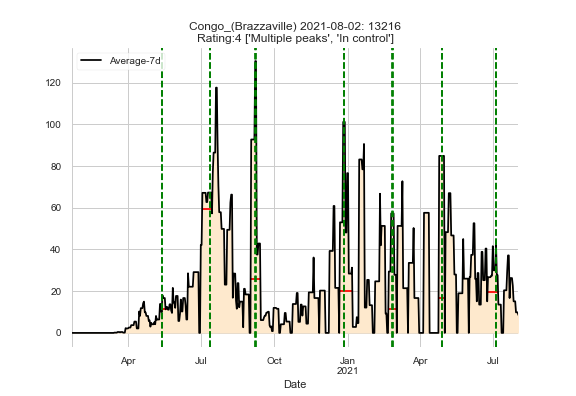 Congo_(Brazzaville) 2021-08-02: 13216
Rating:4 ['Multiple peaks', 'In control']
Average-7d
120
100
80
60
40
20
0
Apr
Jul
Oct
Jan
2021
Apr
Jul
Date